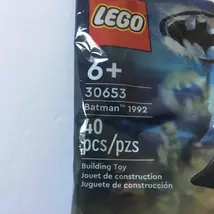 LEGO
6+
30653
Batman™ 1992
40
pcs/pzs
Building Toy
Jouet de construction
Juguete de construcción